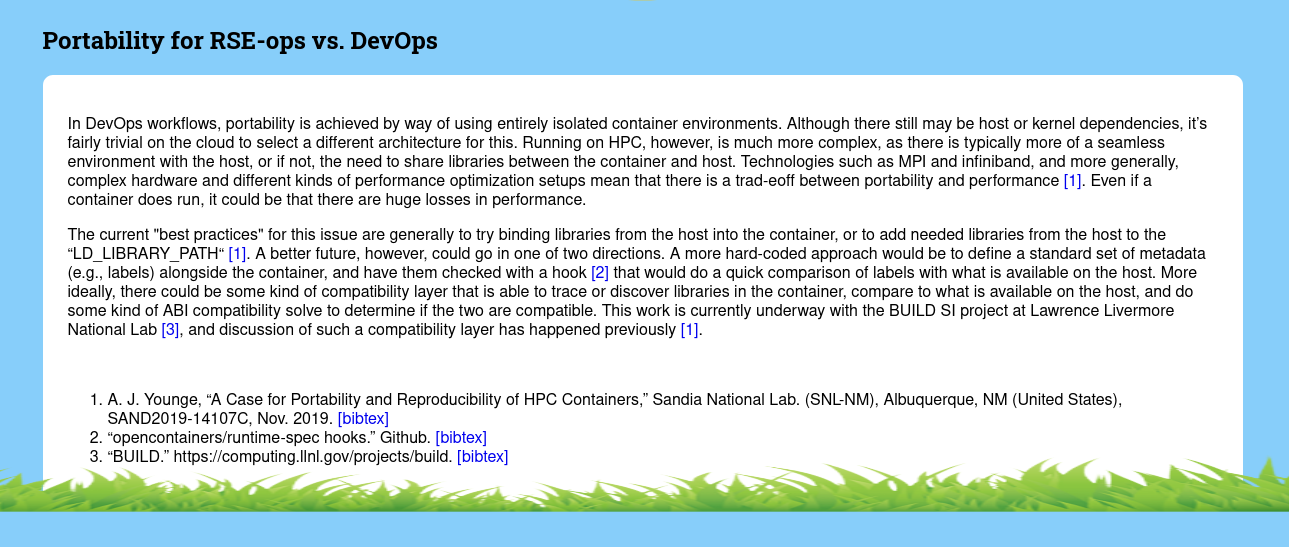 Portability for RSE-ops vs. DevOps
In DevOps workflows, portability is achieved by way of using entirely isolated container environments. Although there still may be host or kernel dependencies, it’s
fairly trivial on the cloud to select a different architecture for this. Running on HPC, however, is much more complex, as there is typically more of a seamless
environment with the host, or if not, the need to share libraries between the container and host. Technologies such as MPI and infiniband, and more generally,
complex hardware and different kinds of performance optimization setups mean that there is a trad-eoff between portability and performance [1]. Even if a
container does run, it could be that there are huge losses in performance.
The current "best practices" for this issue are generally to try binding libraries from the host into the container, or to add needed libraries from the host to the
“LD_LIBRARY_PATH“ [1]. A better future, however, could go in one of two directions. A more hard-coded approach would be to define a standard set of metadata
(e.g., labels) alongside the container, and have them checked with a hook [2] that would do a quick comparison of labels with what is available on the host. More
ideally, there could be some kind of compatibility layer that is able to trace or discover libraries in the container, compare to what is available on the host, and do
some kind of ABI compatibility solve to determine if the two are compatible. This work is currently underway with the BUILD SI project at Lawrence Livermore
National Lab [3], and discussion of such a compatibility layer has happened previously [1].
1. A. J. Younge, “A Case for Portability and Reproducibility of HPC Containers,” Sandia National Lab. (SNL-NM), Albuquerque, NM (United States),
SAND2019-14107C, Nov. 2019. [bibtex]
2. “opencontainers/runtime-spec hooks.” Github. [bibtex]
3. “BUILD.” https://computing.llnl.gov/projects/build. [bibtex]